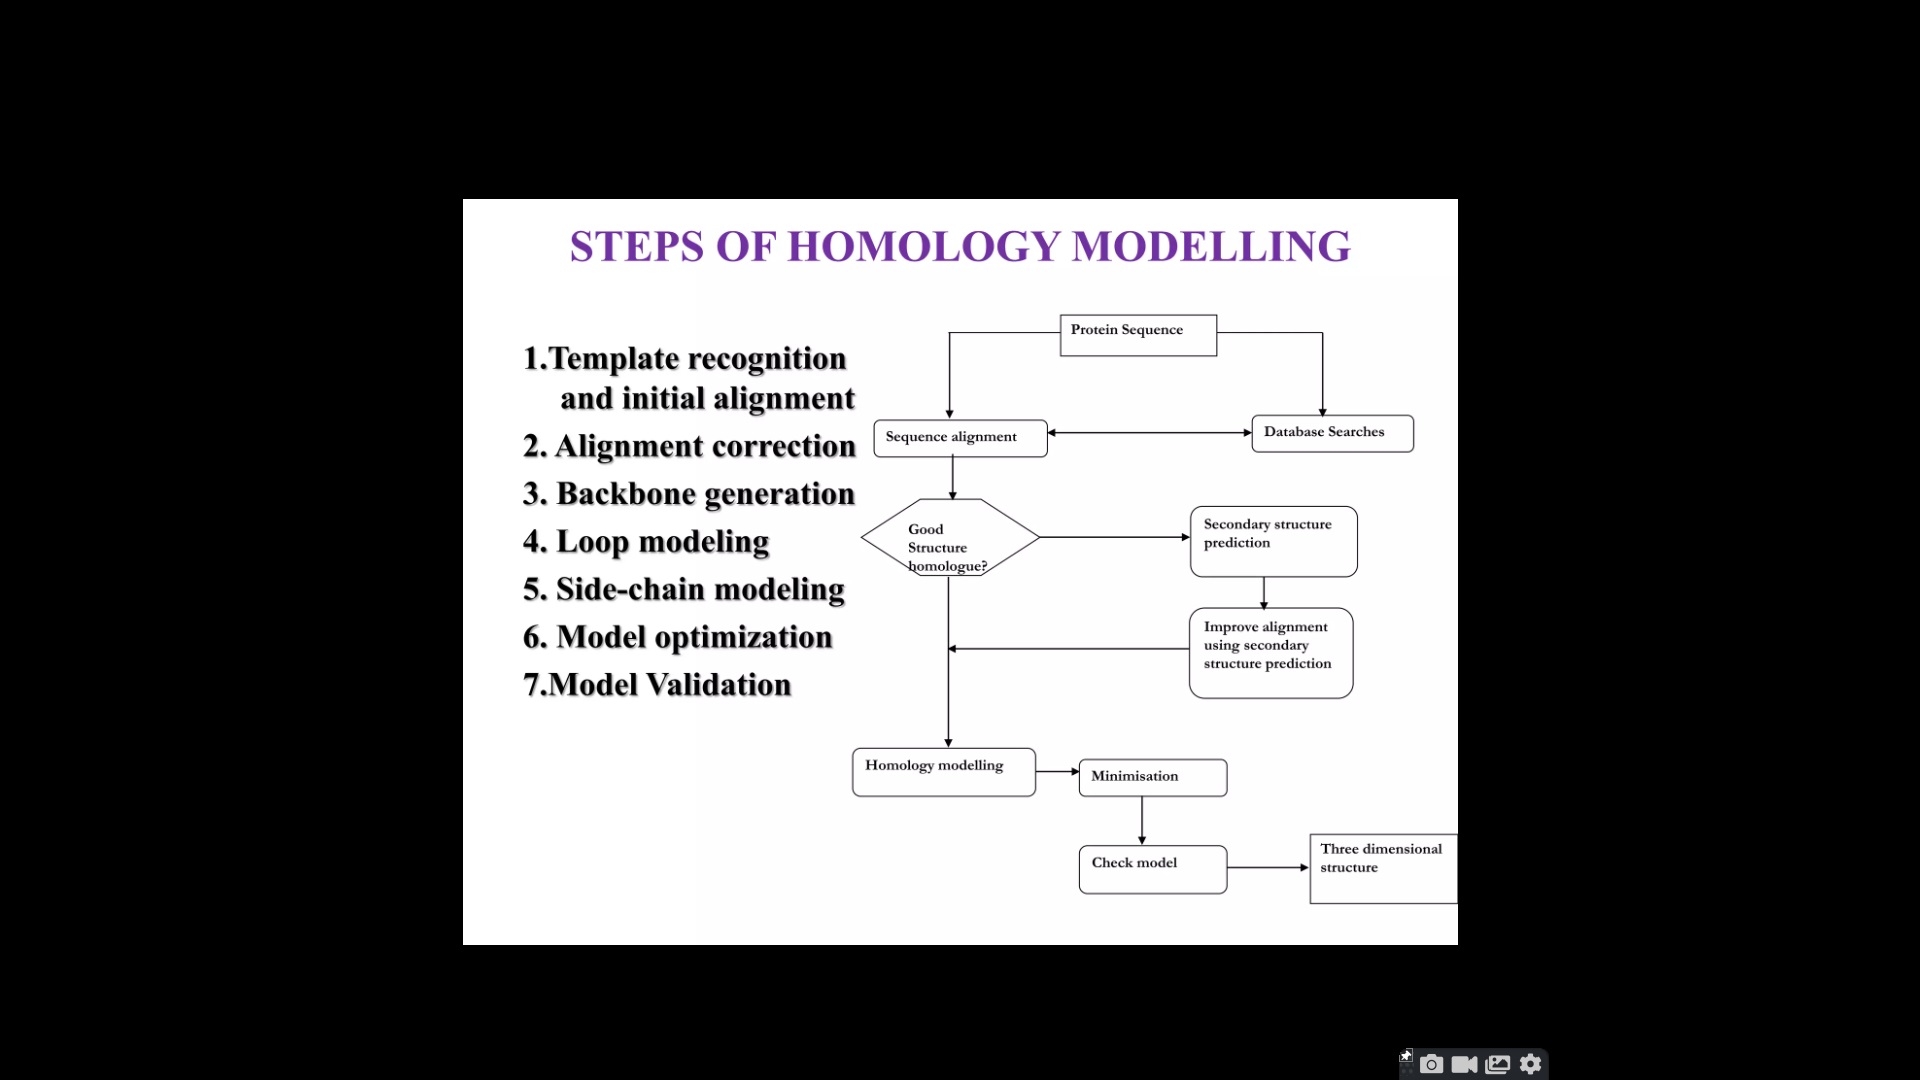 STEPS OF HOMOLOGY MODELLING
1.Template recognition
and initial alignment
2. Alignment correction
3. Backbone generation
4. Loop modeling
5. Side-chain modeling
6. Model optimization
7.Model Validation
Protein Sequence
Sequence alignment
Database Searches
Good
Structure
homologue?
Secondary structure
prediction
Improve alignment
using secondary
structure prediction
Homology modelling
Minimisation
Check model
Three dimensional
structure